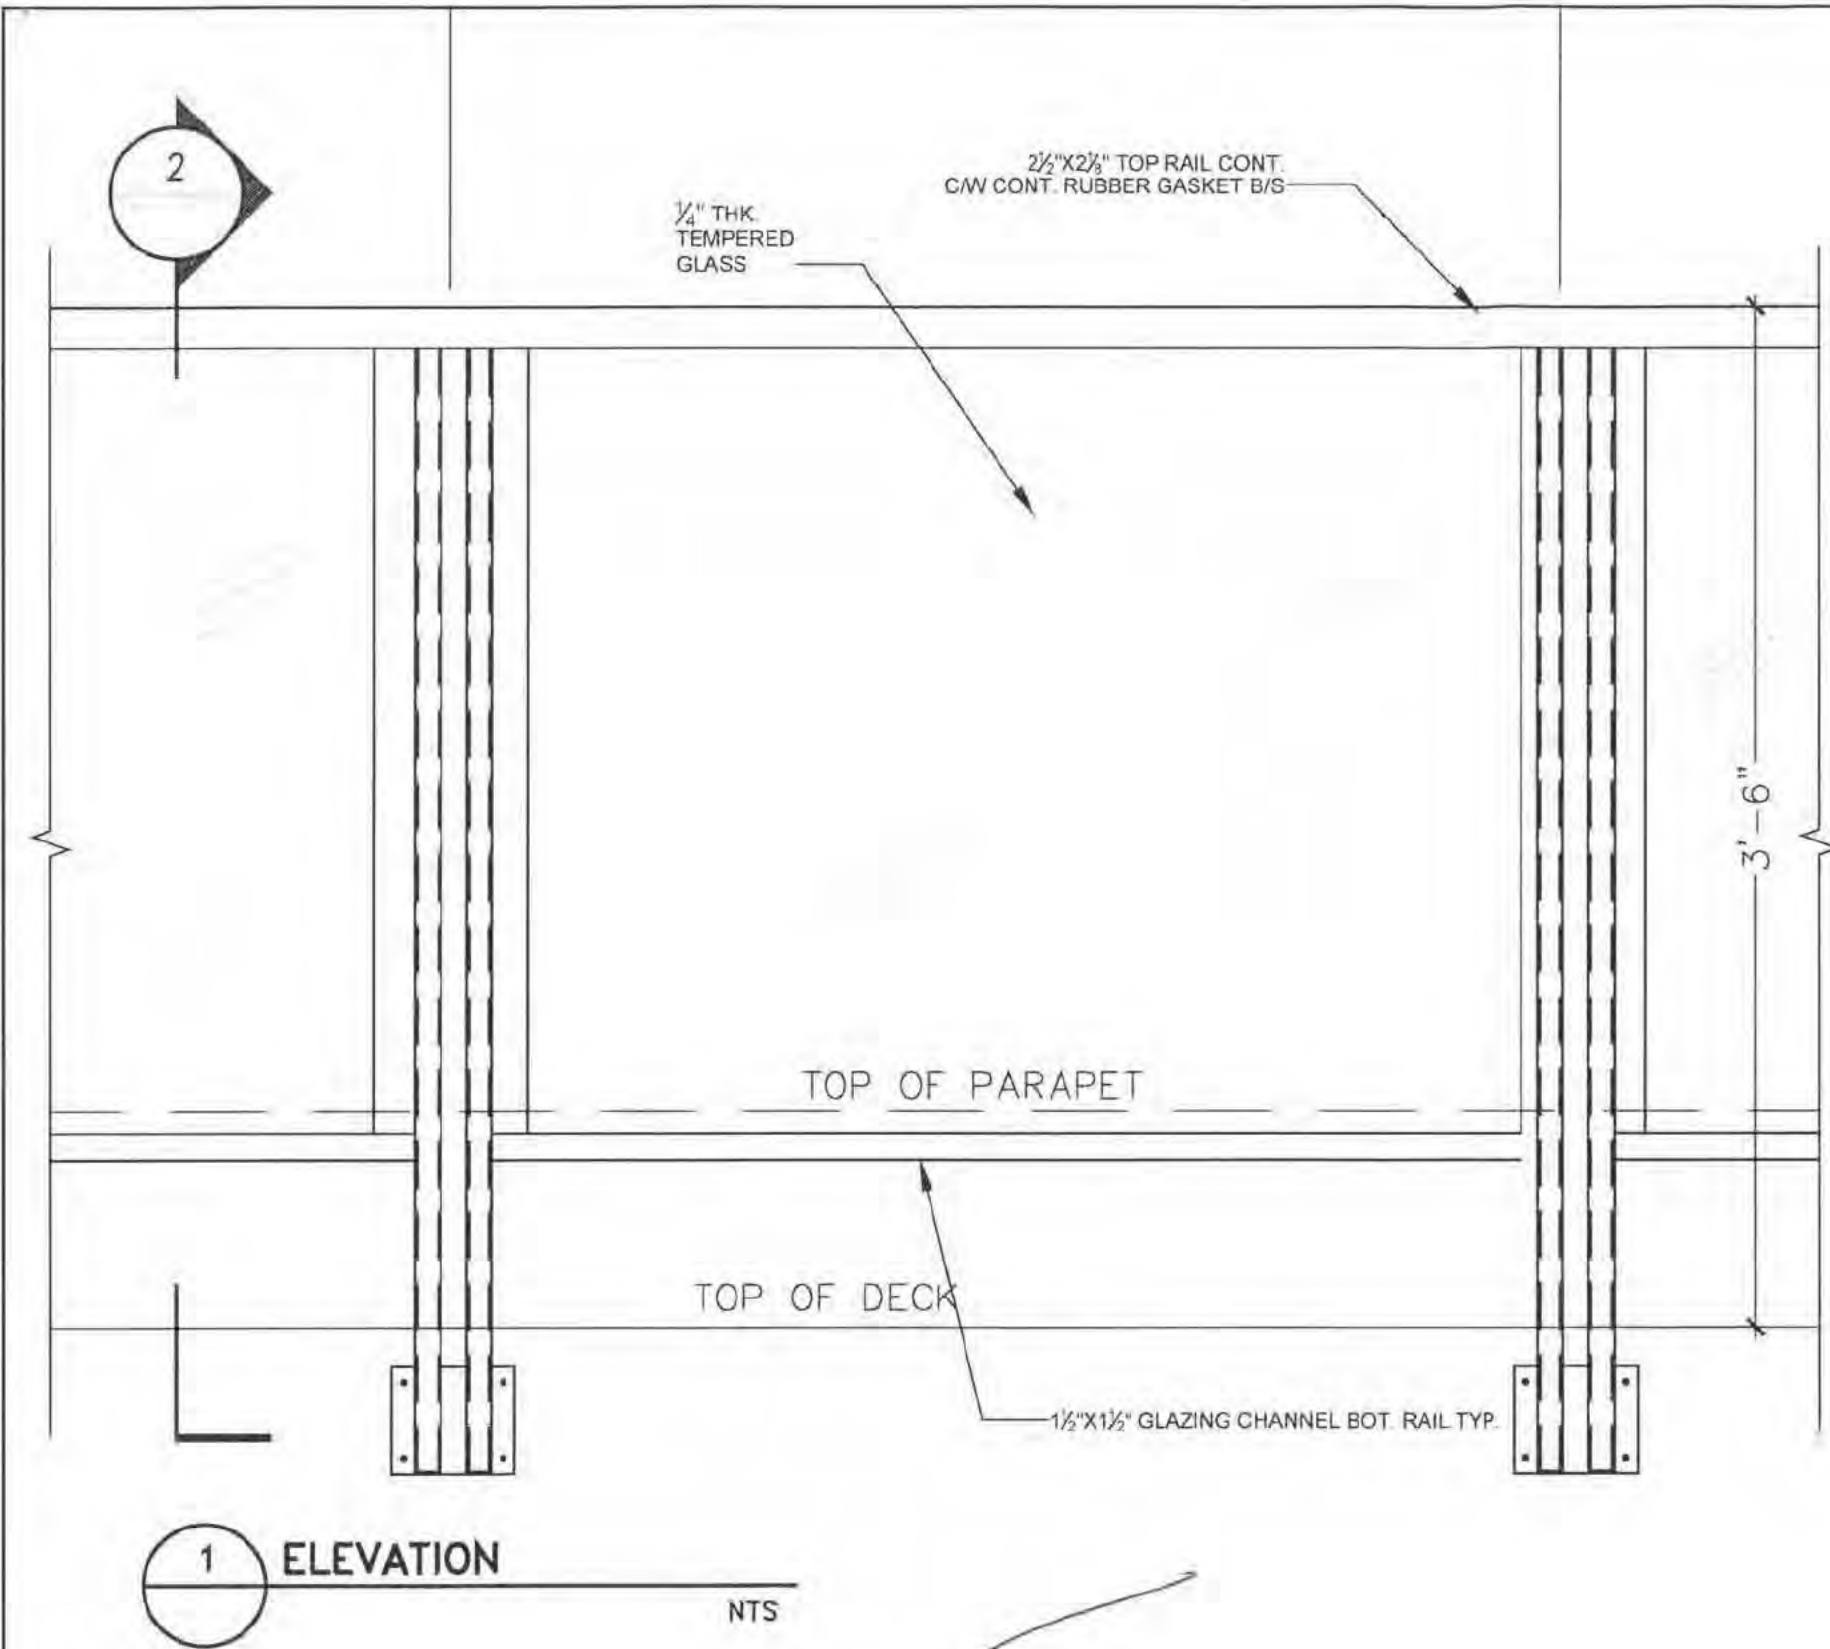 2
2½"X2⅛" TOP RAIL CONT.
C/W CONT. RUBBER GASKET B/S
¼" THK.
TEMPERED
GLASS
3'-6"
TOP OF PARAPET
TOP OF DECK
1½"X1½" GLAZING CHANNEL BOT. RAIL TYP.
1 ELEVATION
NTS